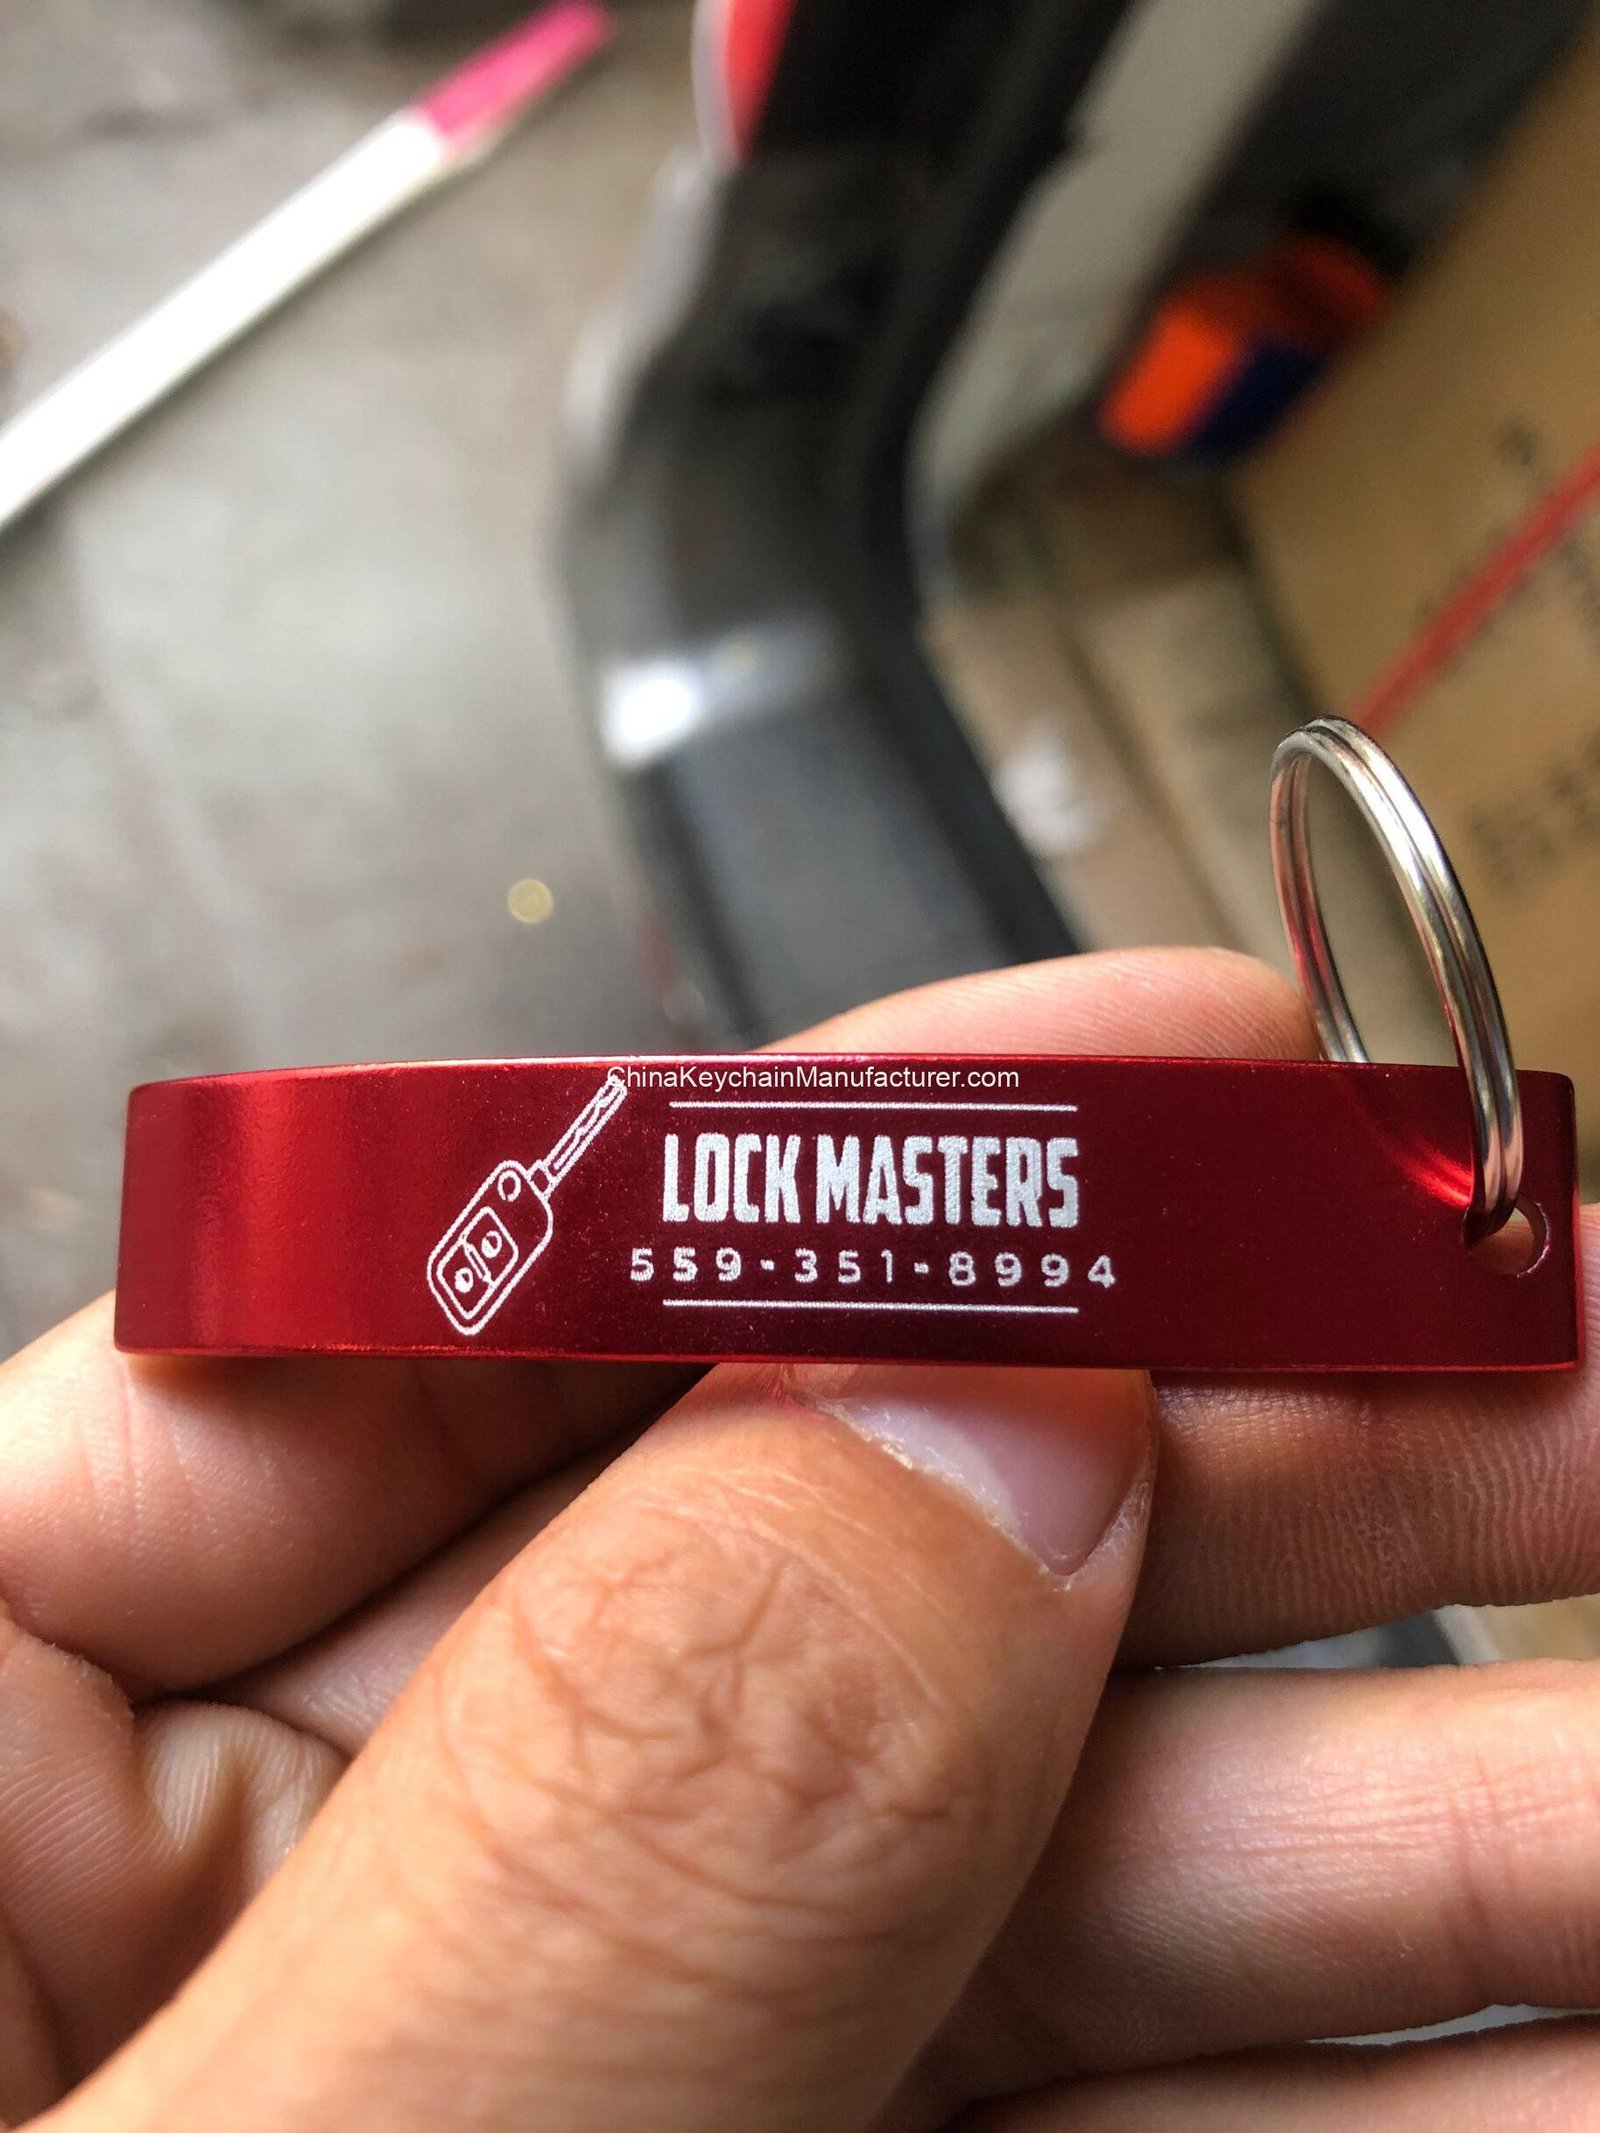 ChinaKeychainManufacturer.com
LOCK MASTERS
559-351-8994